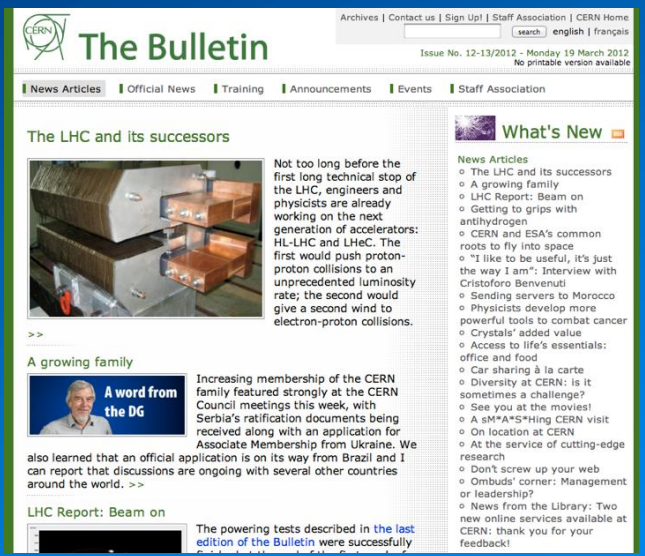 Archives | Contact us | Sign Up! | Staff Association | CERN Home
search english | français
CERN
The Bulletin
Issue No. 12-13/2012 - Monday 19 March 2012
No printable version available
News Articles Official News Training Announcements Events Staff Association
The LHC and its successors
Not too long before the
first long technical stop of
the LHC, engineers and
physicists are already
working on the next
generation of accelerators:
HL-LHC and LHeC. The
first would push proton-
proton collisions to an
unprecedented luminosity
rate; the second would
give a second wind to
electron-proton collisions.
>>
A growing family
A word from
the DG
Increasing membership of the CERN
family featured strongly at the CERN
Council meetings this week, with
Serbia's ratification documents being
received along with an application for
Associate Membership from Ukraine. We
also learned that an official application is on its way from Brazil and I
can report that discussions are ongoing with several other countries
around the world. >>
LHC Report: Beam on
The powering tests described in the last
edition of the Bulletin were successfully
What's New
News Articles
The LHC and its successors
A growing family
LHC Report: Beam on
Getting to grips with
antihydrogen
CERN and ESA's common
roots to fly into space
"I like to be useful, it's just
the way I am": Interview with
Cristoforo Benvenuti
Sending servers to Morocco
Physicists develop more
powerful tools to combat cancer
Crystals' added value
Access to life's essentials:
office and food
Car sharing à la carte
Diversity at CERN: is it
sometimes a challenge?
See you at the movies!
A sM*A*S*Hing CERN visit
On location at CERN
At the service of cutting-edge
research
Don't screw up your web
Ombuds' corner: Management
or leadership?
News from the Library: Two
new online services available at
CERN: thank you for your
feedback!